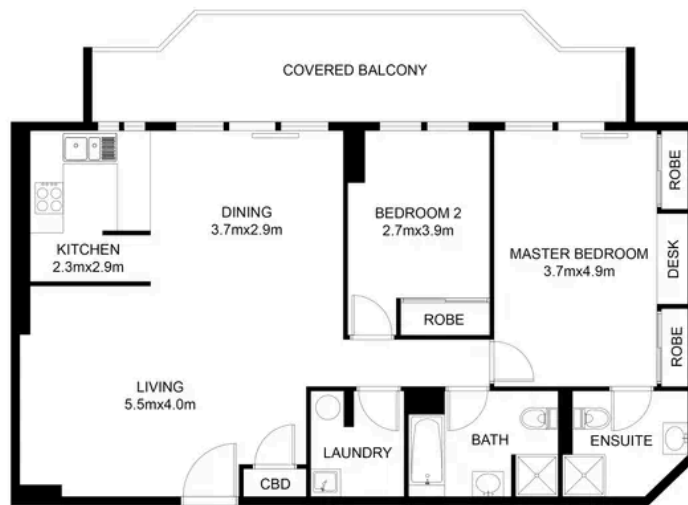 COVERED BALCONY
DINING
3.7mx2.9m
BEDROOM 2
2.7mx3.9m
ROBE
KITCHEN
2.3mx2.9m
MASTER BEDROOM
3.7mx4.9m
DESK
ROBE
ROBE
LIVING
5.5mx4.0m
LAUNDRY
BATH
ENSUITE
CBD